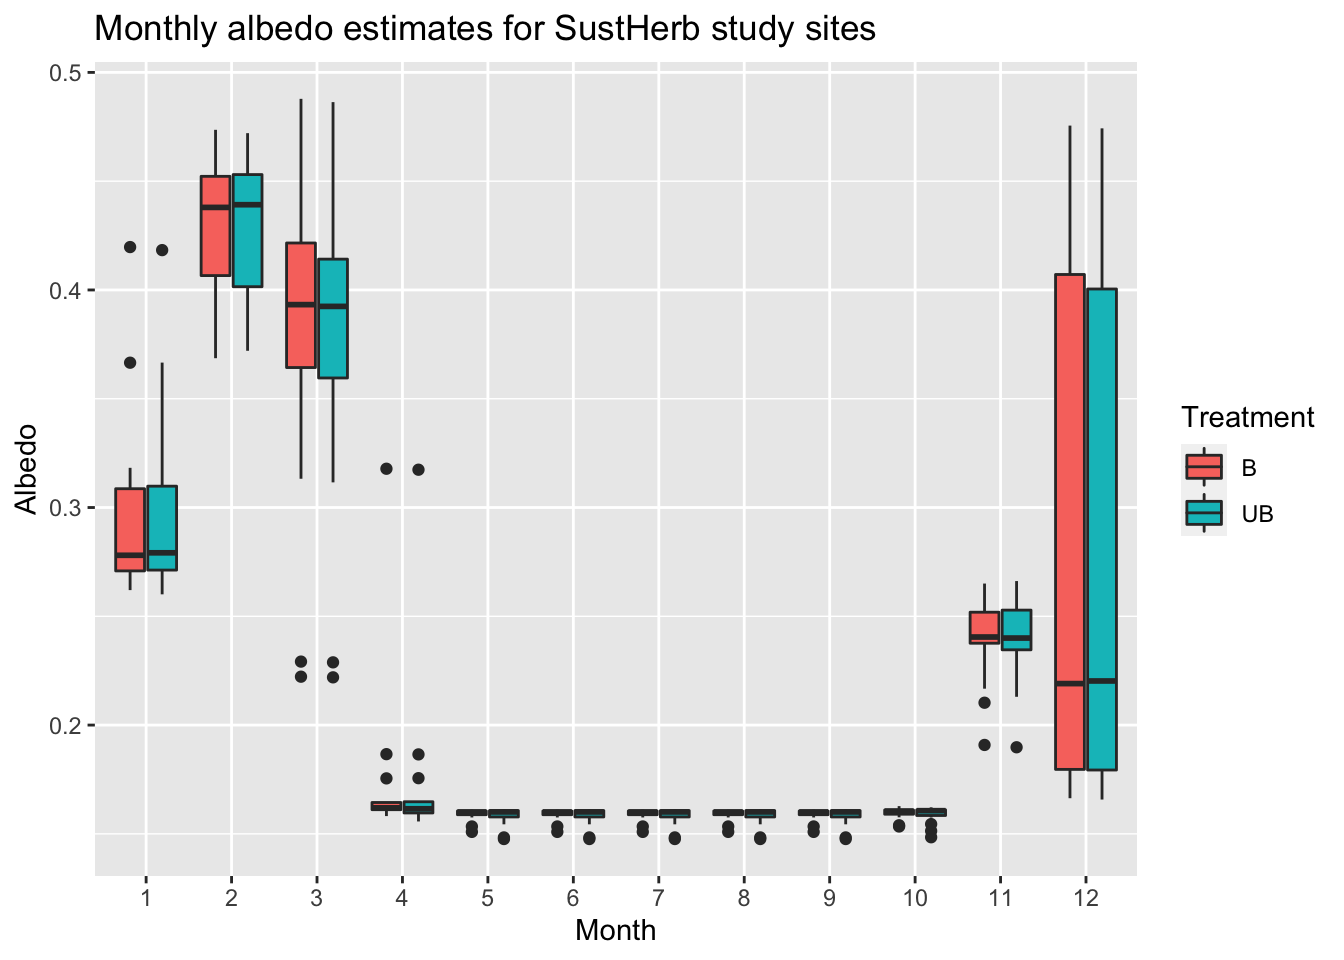 Monthly albedo estimates for SustHerb study sites
0.5
0.4
0.3
0.2
Albedo
1 2 3 4 5 6 7 8 9 10 11 12
Month
Treatment
B
UB